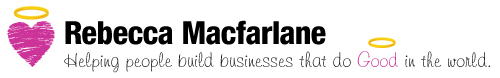 Rebecca Macfarlane
Helping people build businesses that do Good in the world.